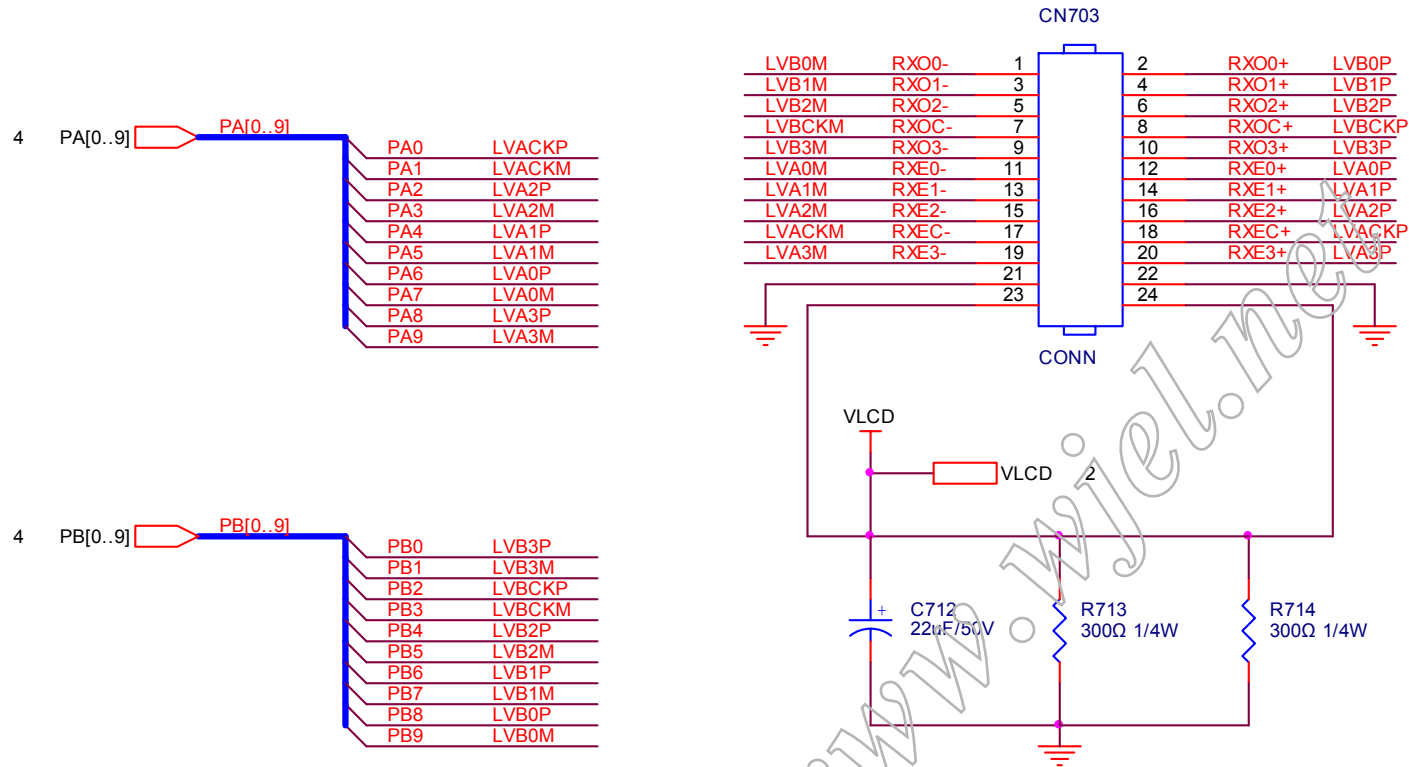 CN703
LVB0M RXO0- 1 2 RXO0+ LVB0P
LVB1M RXO1- 3 4 RXO1+ LVB1P
LVB2M RXO2- 5 6 RXO2+ LVB2P
LVBCKM RXOC- 7 8 RXOC+ LVBCKP
LVB3M RXO3- 9 10 RXO3+ LVB3P
LVA0M RXE0- 11 12 RXE0+ LVA0P
LVA1M RXE1- 13 14 RXE1+ LVA1P
LVA2M RXE2- 15 16 RXE2+ LVA2P
LVACKM RXEC- 17 18 RXEC+ LVACKP
LVA3M RXE3- 19 20 RXE3+ LVA3P
21 22
23 24
CONN
4 PA[0..9] PA[0..9]
PA0 LVACKP
PA1 LVACKM
PA2 LVA2P
PA3 LVA2M
PA4 LVA1P
PA5 LVA1M
PA6 LVA0P
PA7 LVA0M
PA8 LVA3P
PA9 LVA3M
VLCD
VLCD 2
4 PB[0..9] PB[0..9]
PB0 LVB3P
PB1 LVB3M
PB2 LVBCKP
PB3 LVBCKM
PB4 LVB2P
PB5 LVB2M
PB6 LVB1P
PB7 LVB1M
PB8 LVB0P
PB9 LVB0M
+ C712
22uF/50V
R713
300Ω 1/4W
R714
300Ω 1/4W
www.wjel.net